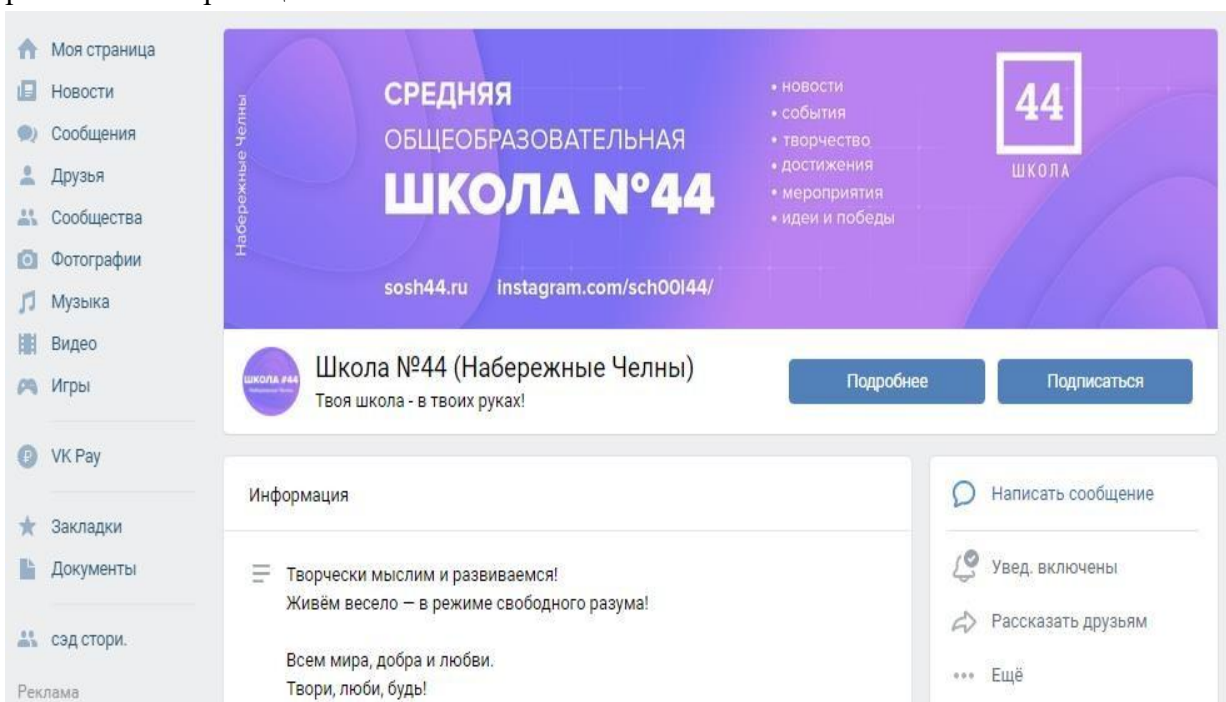 Моя страница
Новости
Сообщения
Друзья
Сообщества
Фотографии
Музыка
Видео
Игры
VK Pay
Закладки
Документы
сэд стори.
Реклама
Набережные Челны
СРЕДНЯЯ
ОБЩЕОБРАЗОВАТЕЛЬНАЯ
ШКОЛА №44
sosh44.ru instagram.com/sch00l44/
• новости
• события
• творчество
• достижения
• мероприятия
• идеи и победы
44
ШКОЛА
ШКОЛА #44
Школа №44 (Набережные Челны)
Твоя школа - в твоих руках!
Подробнее
Подписаться
Информация
Творчески мыслим и развиваемся!
Живём весело — в режиме свободного разума!
Всем мира, добра и любви.
Твори, люби, будь!
Написать сообщение
Увед. включены
Рассказать друзьям
Ещё